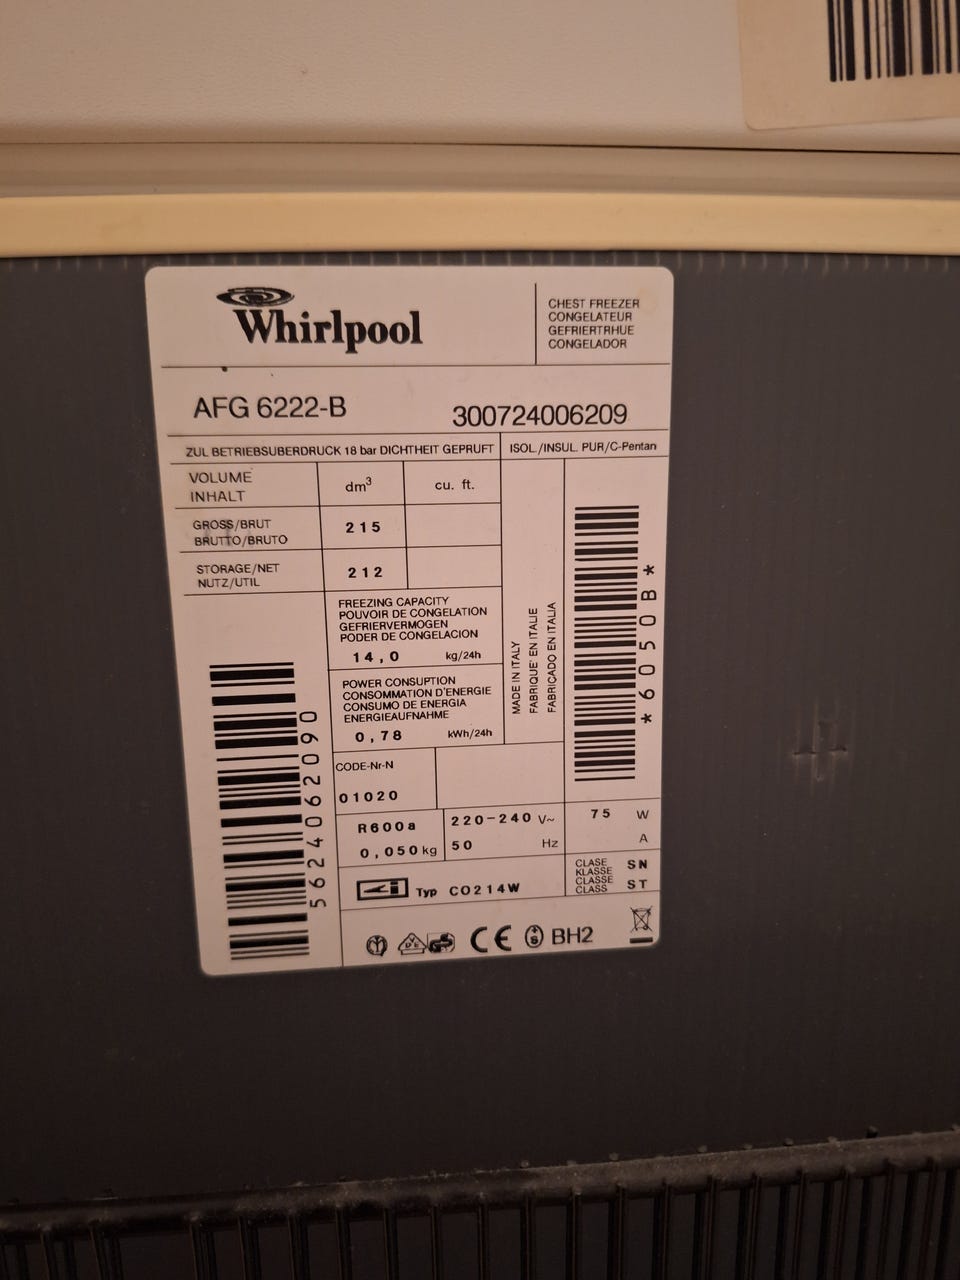 Whirlpool
CHEST FREEZER
CONGELATEUR
GEFRIERTRHUE
CONGELADOR
AFG 6222-B
300724006209
ZUL BETRIEBSUBERDRUCK 18 bar DICHTHEIT GEPRUFT
ISOL./INSUL. PUR/C-Pentan
VOLUME
INHALT
dm³
cu. ft.
GROSS/BRUT
BRUTTO/BRUTO
215
STORAGE/NET
NUTZ/UTIL
212
FREEZING CAPACITY
POUVOIR DE CONGELATION
GEFRIERVERMOGEN
PODER DE CONGELACION
14,0 kg/24h
POWER CONSUPTION
CONSOMMATION D'ENERGIE
CONSUMO DE ENERGIA
ENERGIEAUFNAHME
0,78 kWh/24h
MADE IN ITALY
FABRIQUE' EN ITALIE
FABRICADO EN ITALIA
*6050B*
5624062090
CODE-Nr-N
01020
R600a
0,050 kg
220-240 V~
50 Hz
75 W
A
Typ CO214W
CLASE
KLASSE
CLASSE
CLASS
SN
ST
VDE
GS
CE
S
BH2